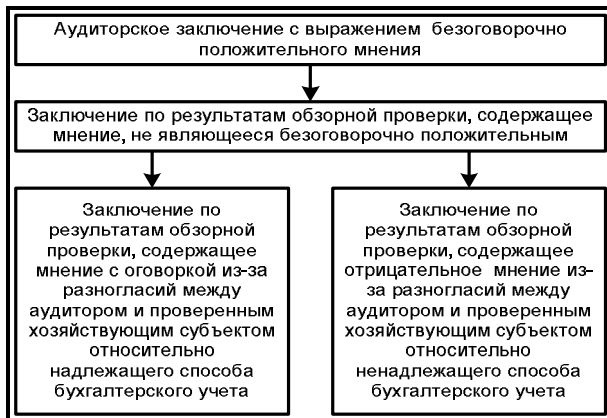 Аудиторское заключение с выражением безоговорочно
положительного мнения
Заключение по результатам обзорной проверки, содержащее
мнение, не являющееся безоговорочно положительным
Заключение по
результатам обзорной
проверки, содержащее
мнение с оговоркой из-за
разногласий между
аудитором и проверенным
хозяйствующим субъектом
относительно
надлежащего способа
бухгалтерского учета
Заключение по
результатам обзорной
проверки, содержащее
отрицательное мнение из-
за разногласий между
аудитором и проверенным
хозяйствующим субъектом
относительно
ненадлежащего способа
бухгалтерского учета